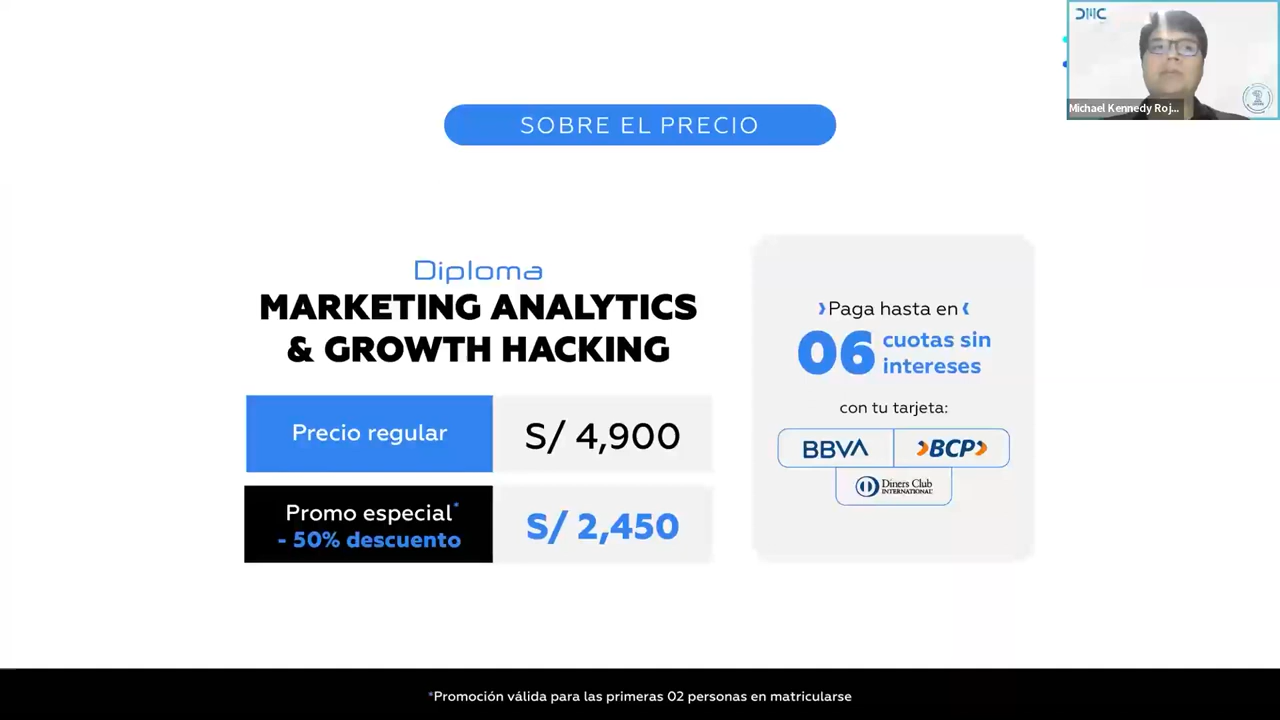 DMC
Michael Kennedy Roj...
SOBRE EL PRECIO
Diploma
MARKETING ANALYTICS
& GROWTH HACKING
Precio regular
S/ 4,900
Promo especial*
- 50% descuento
S/ 2,450
Paga hasta en
06
cuotas sin
intereses
con tu tarjeta:
BBVA
BCP
Diners Club
INTERNATIONAL
*Promoción válida para las primeras 02 personas en matricularse